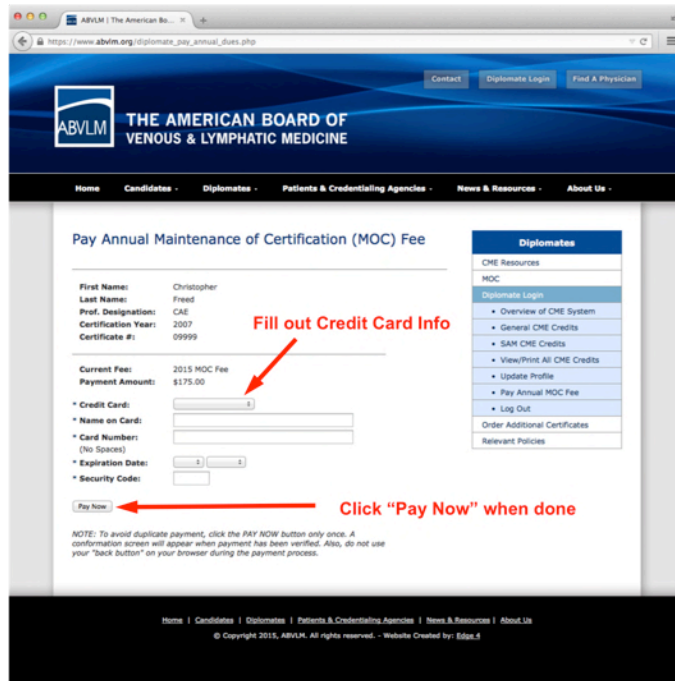 ABVLM | The American Bo...
https://www.abvlm.org/diplomate_pay_annual_dues.php
Contact
Diplomate Login
Find A Physician
ABVLM
THE AMERICAN BOARD OF
VENOUS & LYMPHATIC MEDICINE
Home
Candidates
Diplomates
Patients & Credentialing Agencies
News & Resources
About Us
Pay Annual Maintenance of Certification (MOC) Fee
First Name: Christopher
Last Name: Freed
Prof. Designation: CAE
Certification Year: 2007
Certificate #: 09999
Fill out Credit Card Info
Current Fee: 2015 MOC Fee
Payment Amount: $175.00
* Credit Card:
* Name on Card:
* Card Number:
(No Spaces)
* Expiration Date:
* Security Code:
Pay Now
Click “Pay Now” when done
NOTE: To avoid duplicate payment, click the PAY NOW button only once. A
conformation screen will appear when payment has been verified. Also, do not use
your "back button" on your browser during the payment process.
Diplomates
CME Resources
MOC
Diplomate Login
• Overview of CME System
• General CME Credits
• SAM CME Credits
• View/Print All CME Credits
• Update Profile
• Pay Annual MOC Fee
• Log Out
Order Additional Certificates
Relevant Policies
Home | Candidates | Diplomates | Patients & Credentialing Agencies | News & Resources | About Us
© Copyright 2015, ABVLM. All rights reserved. - Website Created by: Edge 4